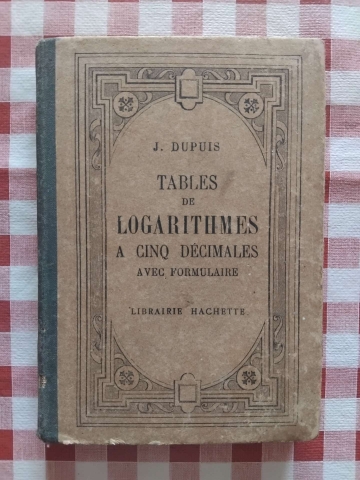 J. DUPUIS
TABLES
DE
LOGARITHMES
A CINQ DÉCIMALES
AVEC FORMULAIRE
LIBRAIRIE HACHETTE